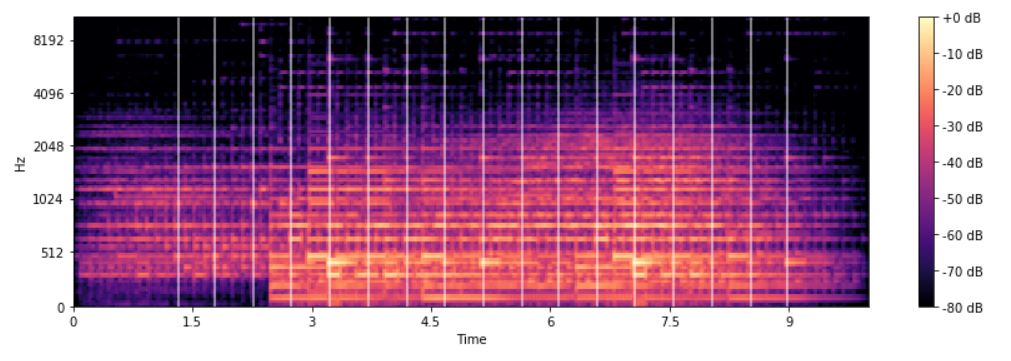 8192
4096
2048
1024
512
0
Hz
0 1.5 3 4.5 6 7.5 9
Time
+0 dB
-10 dB
-20 dB
-30 dB
-40 dB
-50 dB
-60 dB
-70 dB
-80 dB